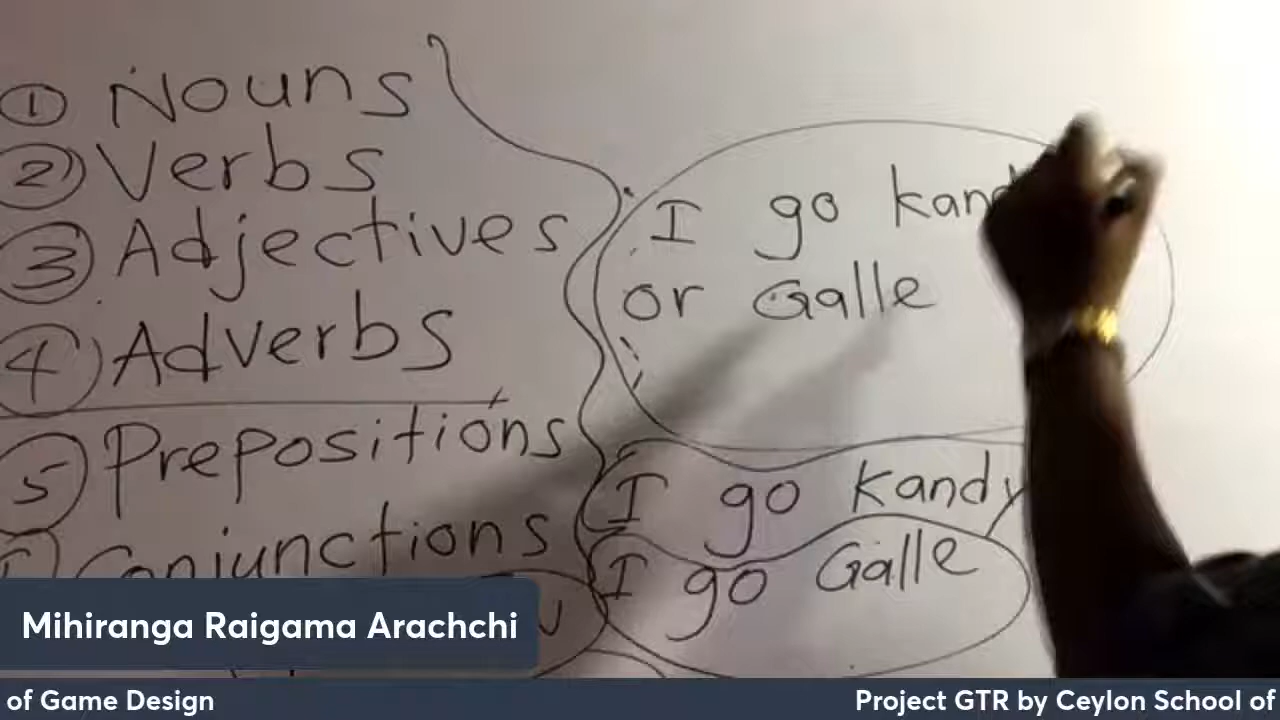 ① Nouns
② Verbs
③ Adjectives
④ Adverbs
⑤ Prepositions
Conjunctions
I go kand
or Galle
I go Kandy
I go Galle
Mihiranga Raigama Arachchi
of Game Design
Project GTR by Ceylon School of